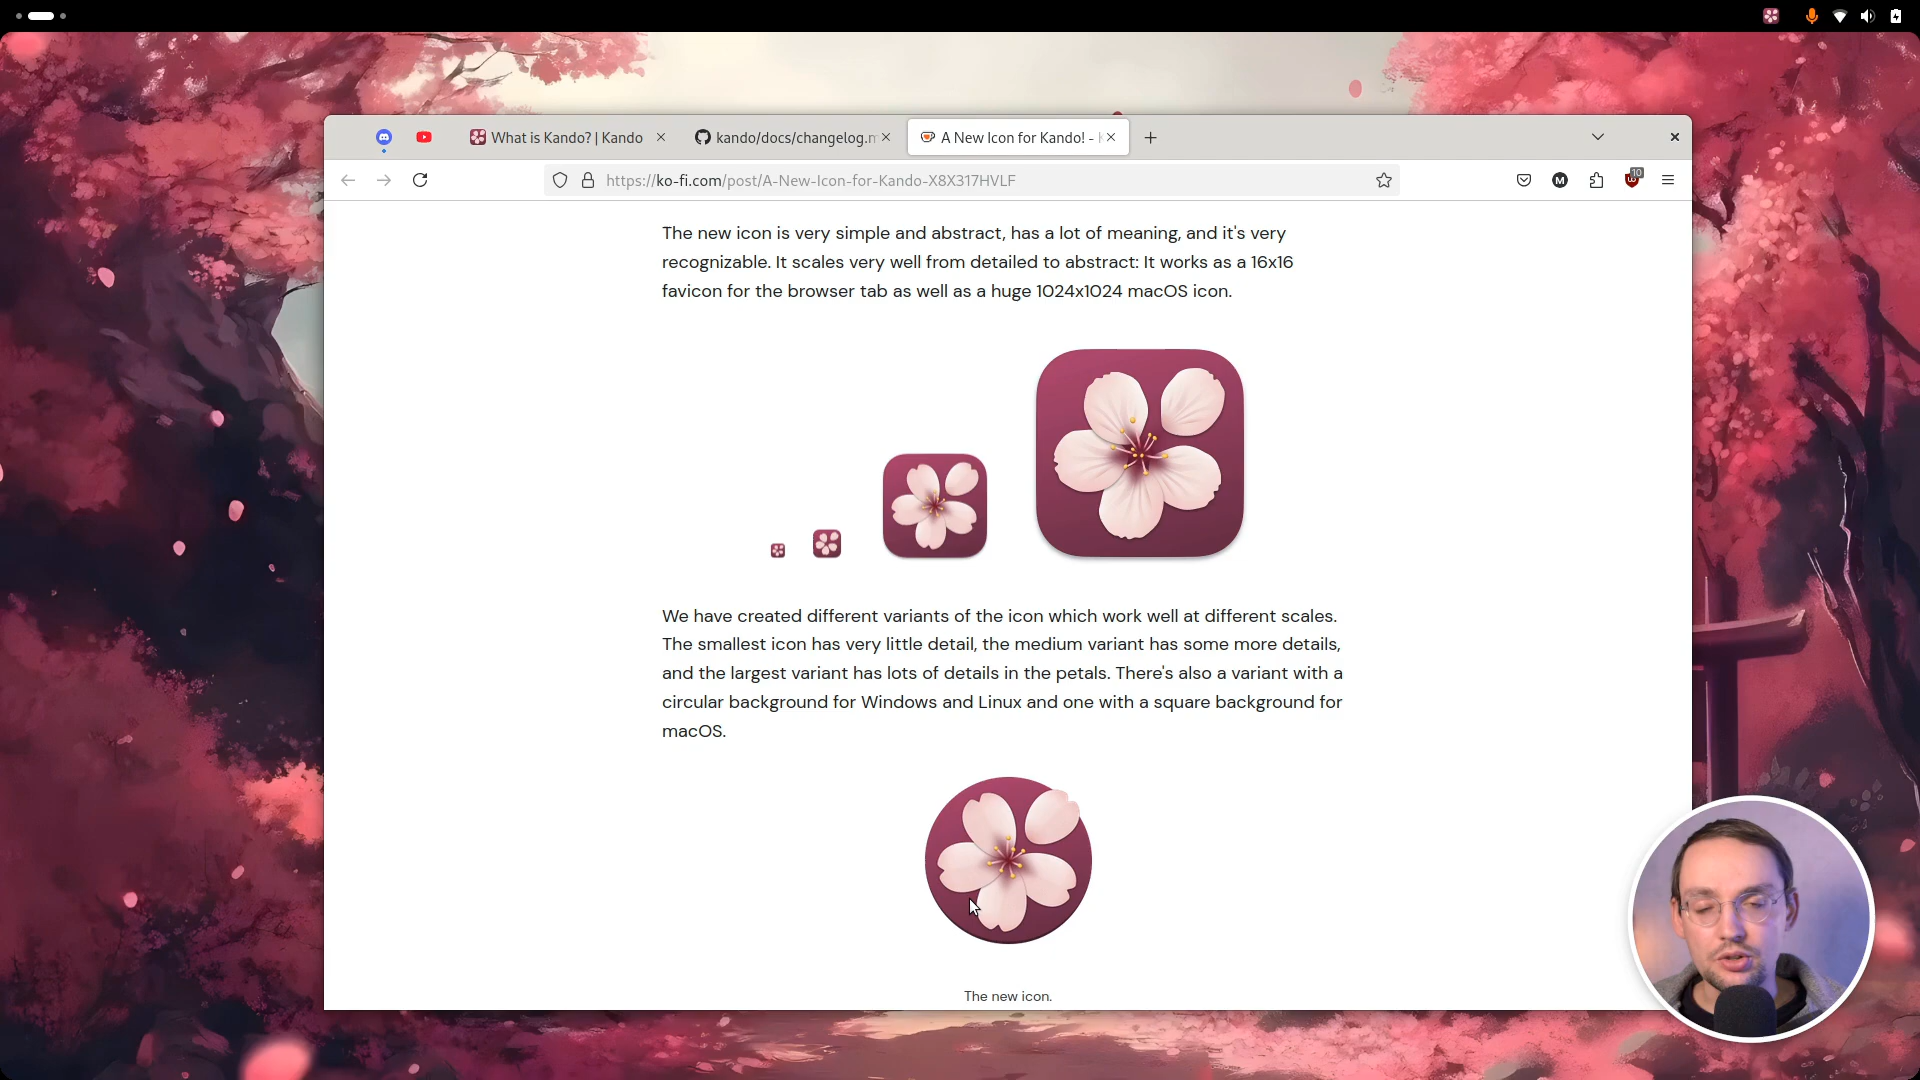 What is Kando? | Kando
kando/docs/changelog.m
A New Icon for Kando! - K
https://ko-fi.com/post/A-New-Icon-for-Kando-X8X317HVLF
M
10
The new icon is very simple and abstract, has a lot of meaning, and it's very
recognizable. It scales very well from detailed to abstract: It works as a 16x16
favicon for the browser tab as well as a huge 1024x1024 macOS icon.
We have created different variants of the icon which work well at different scales.
The smallest icon has very little detail, the medium variant has some more details,
and the largest variant has lots of details in the petals. There's also a variant with a
circular background for Windows and Linux and one with a square background for
macOS.
The new icon.